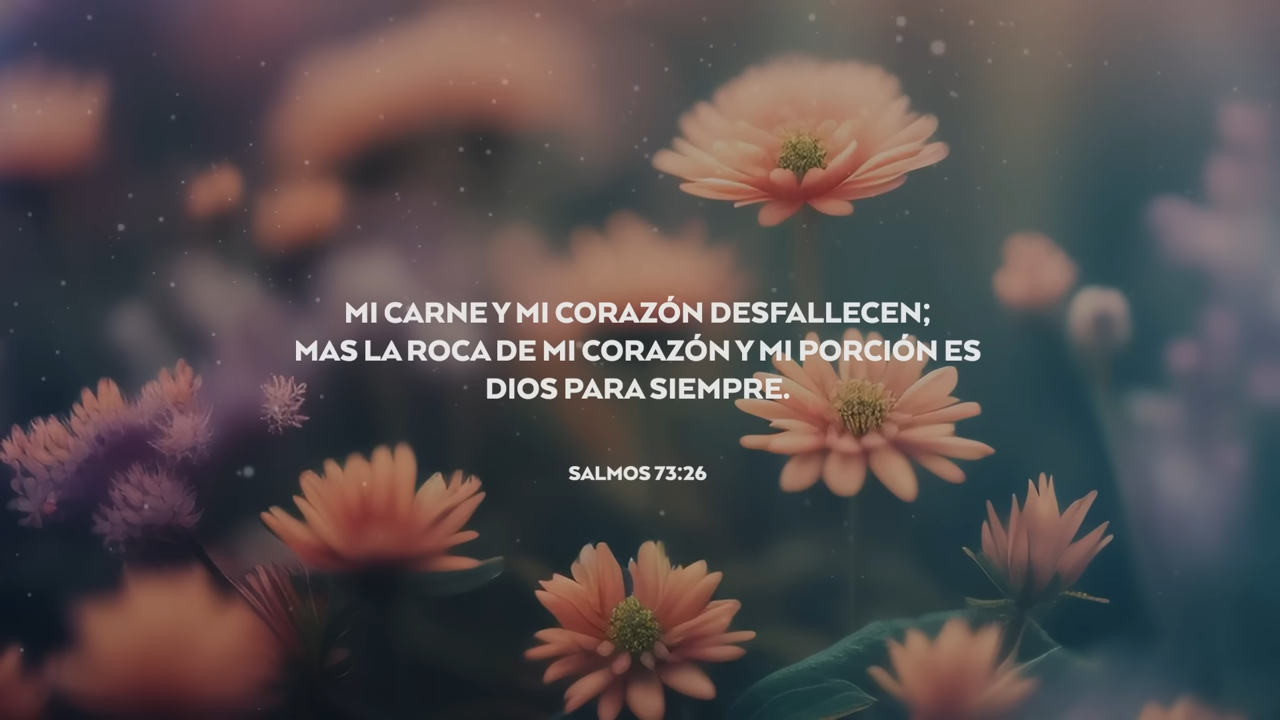 MI CARNE Y MI CORAZÓN DESFALLECEN;
MAS LA ROCA DE MI CORAZÓN Y MI PORCIÓN ES
DIOS PARA SIEMPRE.
SALMOS 73:26